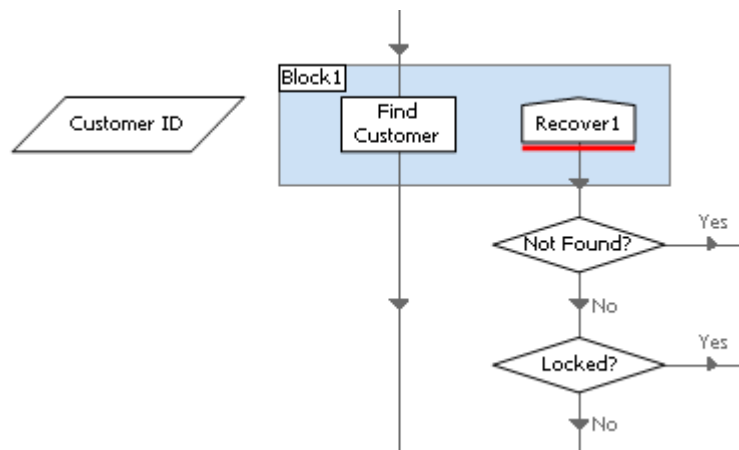 Block1
Customer ID
Find
Customer
Recover1
Not Found?
Yes
No
Locked?
Yes
No